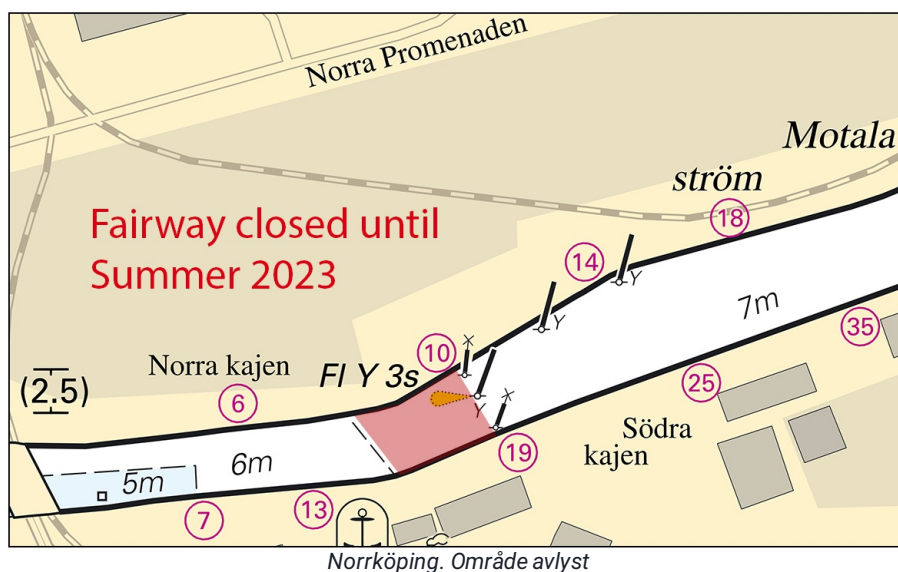 Norra Promenaden
Motala
ström
18
Fairway closed until
Summer 2023
14
7m
35
10
Norra kajen
Fl Y 3s
(2.5)
6
Y
Y
Y
25
Södra
kajen
19
6m
5m
13
7
Norrköping. Område avlyst